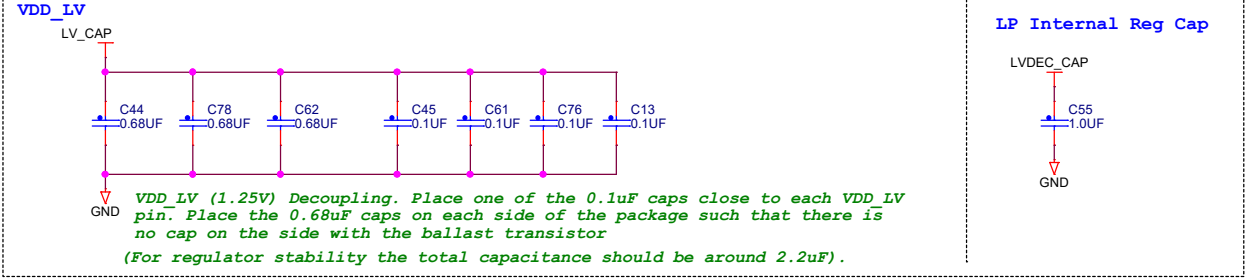 VDD_LV
LV_CAP
LP Internal Reg Cap
LVDEC_CAP
C44
0.68UF
C78
0.68UF
C62
0.68UF
C45
0.1UF
C61
0.1UF
C76
0.1UF
C13
0.1UF
C55
1.0UF
GND
GND
VDD_LV (1.25V) Decoupling. Place one of the 0.1uF caps close to each VDD_LV
pin. Place the 0.68uF caps on each side of the package such that there is
no cap on the side with the ballast transistor
(For regulator stability the total capacitance should be around 2.2uF).